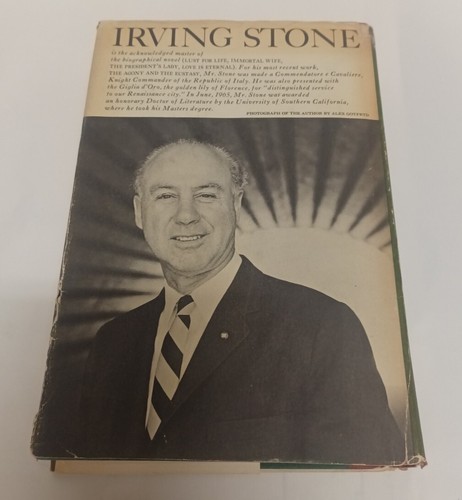 IRVING STONE
is the acknowledged master of
the biographical novel (LUST FOR LIFE, IMMORTAL WIFE,
THE PRESIDENT'S LADY, LOVE IS ETERNAL). For his most recent work,
THE AGONY AND THE ECSTASY, Mr. Stone was made a Commendatore e Cavaliere,
Knight Commander of the Republic of Italy. He was also presented with
the Giglio d'Oro, the golden lily of Florence, for "distinguished service
to our Renaissance city." In June, 1965, Mr. Stone was awarded
an honorary Doctor of Literature by the University of Southern California,
where he took his Masters degree.
PHOTOGRAPH OF THE AUTHOR BY ALEX